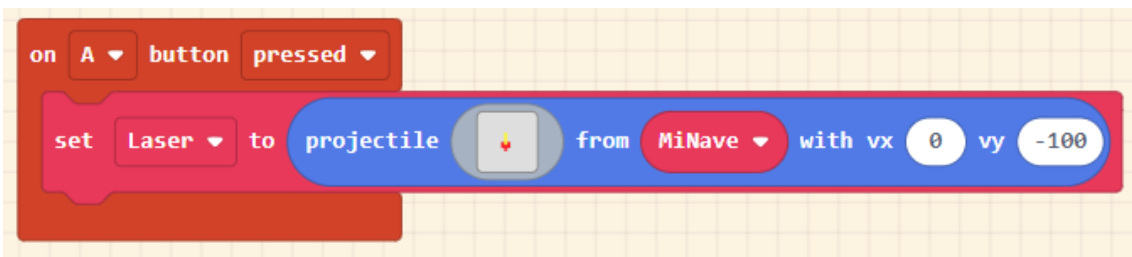 on A button pressed
set Laser to projectile from MiNave with vx 0 vy -100